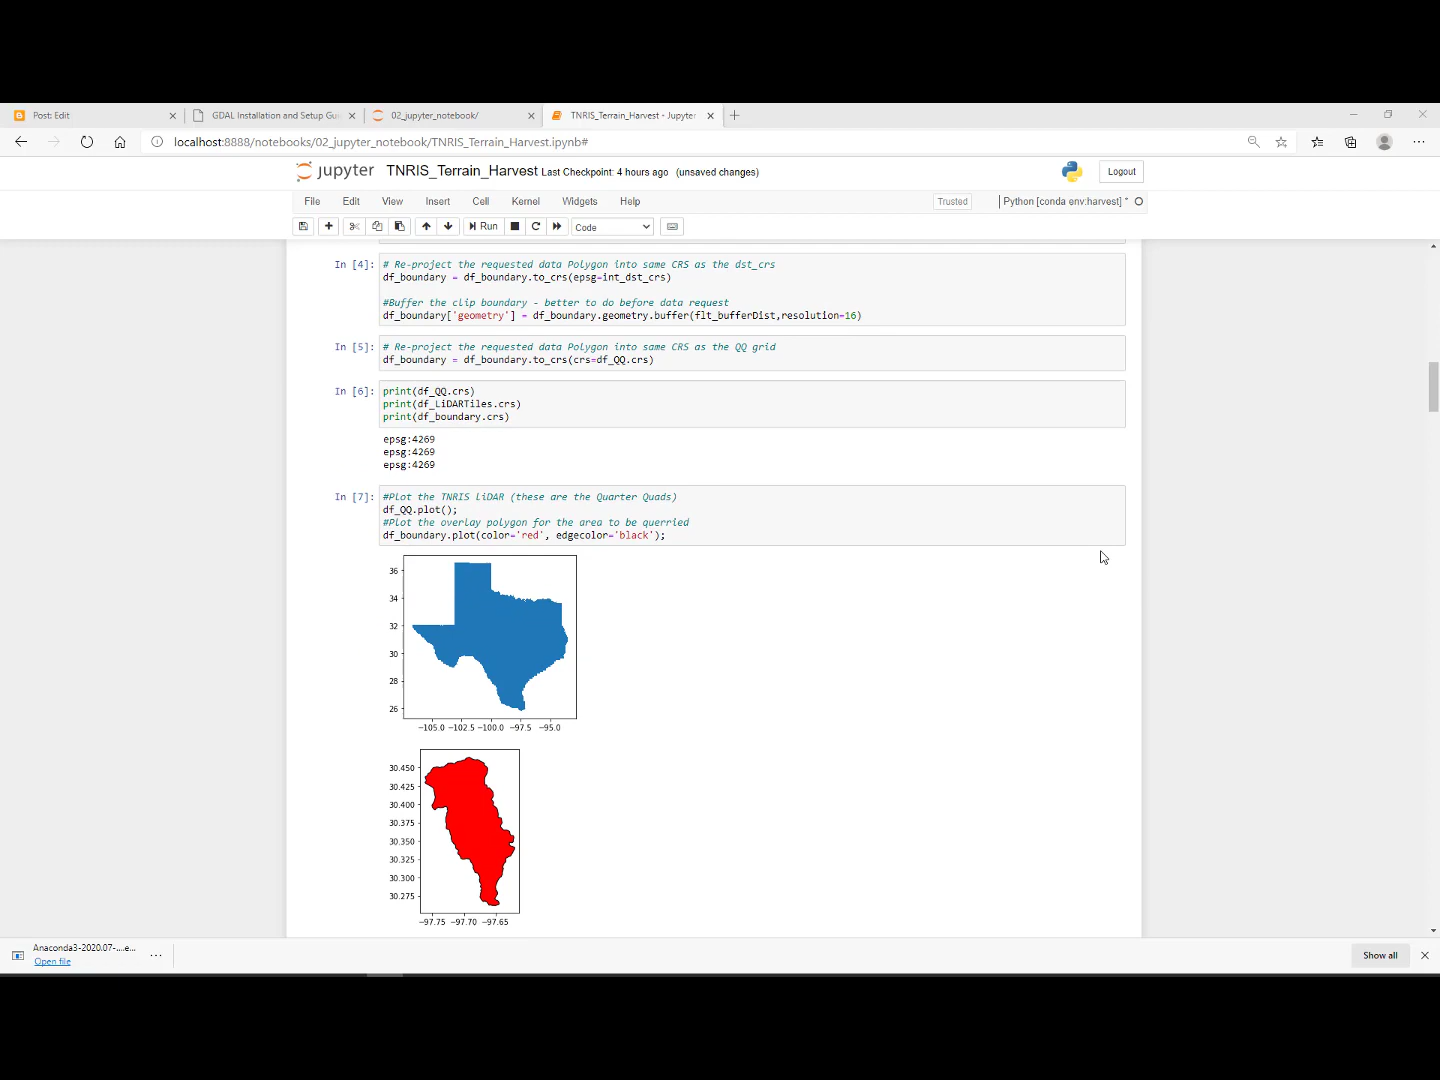 Post: Edit
GDAL Installation and Setup Gui
02_jupyter_notebook/
TNRIS_Terrain_Harvest - Jupyter
localhost:8888/notebooks/02_jupyter_notebook/TNRIS_Terrain_Harvest.ipynb#
jupyter TNRIS_Terrain_Harvest Last Checkpoint: 4 hours ago (unsaved changes)
Logout
File Edit View Insert Cell Kernel Widgets Help
Trusted
Python [conda env:harvest] *
Run
Code
In [4]:
# Re-project the requested data Polygon into same CRS as the dst_crs
df_boundary = df_boundary.to_crs(epsg=int_dst_crs)
#Buffer the clip boundary - better to do before data request
df_boundary['geometry'] = df_boundary.geometry.buffer(flt_bufferDist,resolution=16)
In [5]:
# Re-project the requested data Polygon into same CRS as the QQ grid
df_boundary = df_boundary.to_crs(crs=df_QQ.crs)
In [6]:
print(df_QQ.crs)
print(df_LiDARTiles.crs)
print(df_boundary.crs)
epsg:4269
epsg:4269
epsg:4269
In [7]:
#Plot the TNRIS liDAR (these are the Quarter Quads)
df_QQ.plot();
#Plot the overlay polygon for the area to be querried
df_boundary.plot(color='red', edgecolor='black');
36
34
32
30
28
26
−105.0 −102.5 −100.0 −97.5 −95.0
30.450
30.425
30.400
30.375
30.350
30.325
30.300
30.275
−97.75 −97.70 −97.65
Anaconda3-2020.07-....e...
Open file
Show all